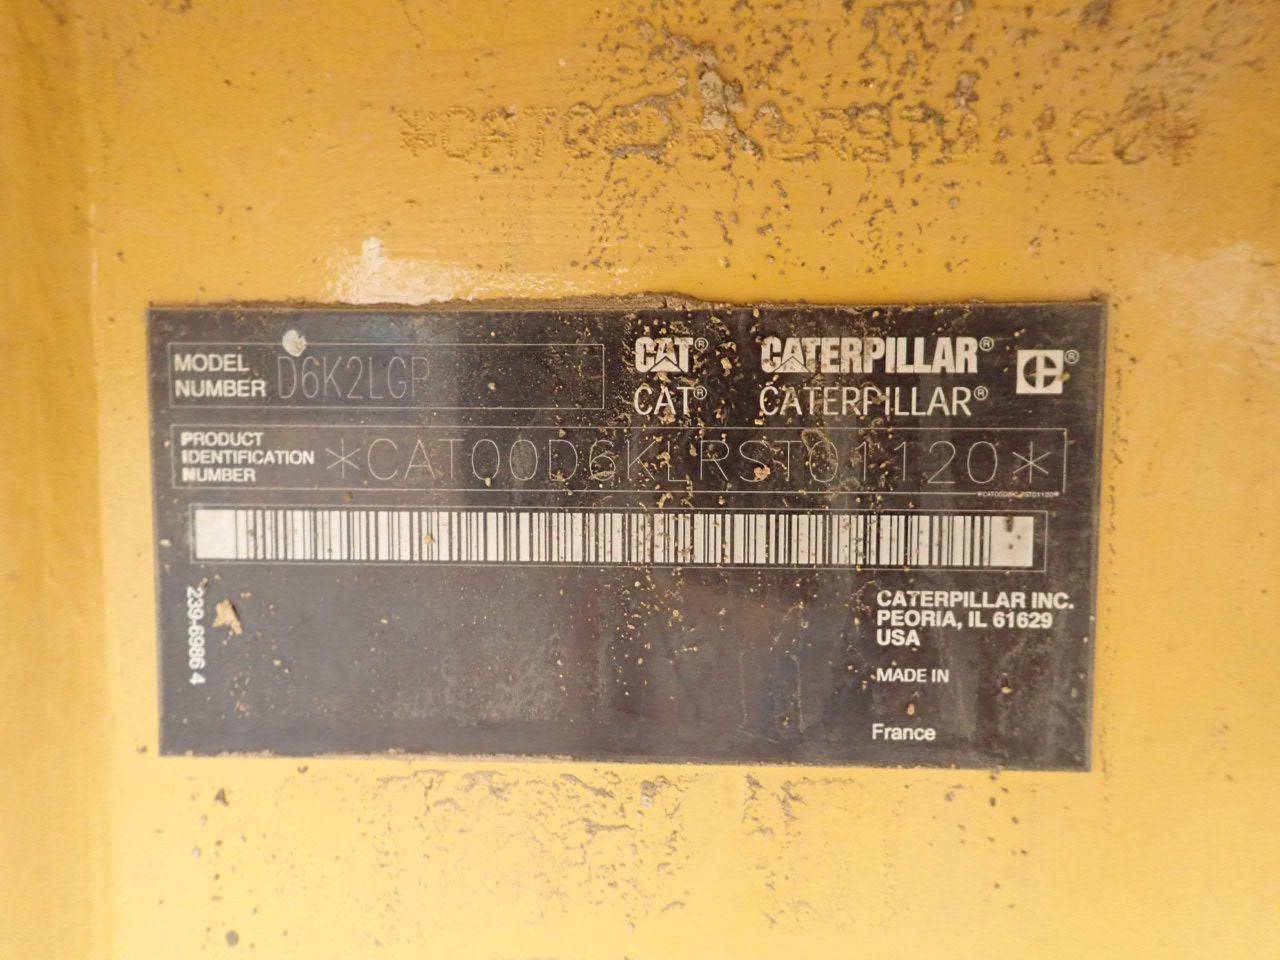 MODEL NUMBER D6K2LGP
CAT® CATERPILLAR®
CAT® CATERPILLAR®
PRODUCT IDENTIFICATION NUMBER *CAT00D6KLRST01120*
*CAT00D6KLRST01120*
239-6986 4
CATERPILLAR INC.
PEORIA, IL 61629
USA
MADE IN
France